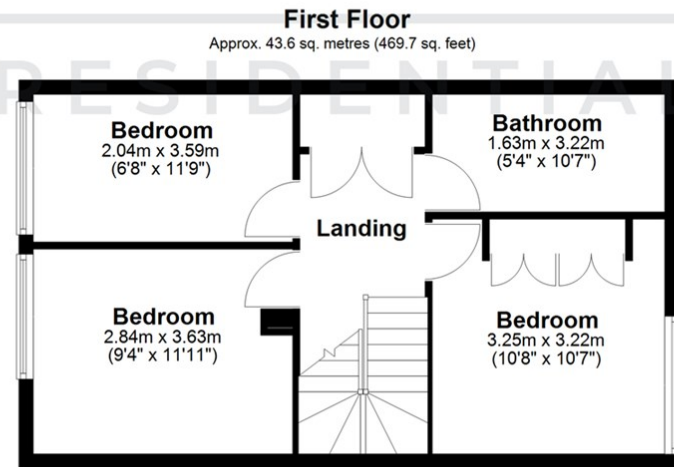 First Floor
Approx. 43.6 sq. metres (469.7 sq. feet)
RESIDENTIAL
Bedroom
2.04m x 3.59m
(6'8" x 11'9")
Bathroom
1.63m x 3.22m
(5'4" x 10'7")
Landing
Bedroom
2.84m x 3.63m
(9'4" x 11'11")
Bedroom
3.25m x 3.22m
(10'8" x 10'7")